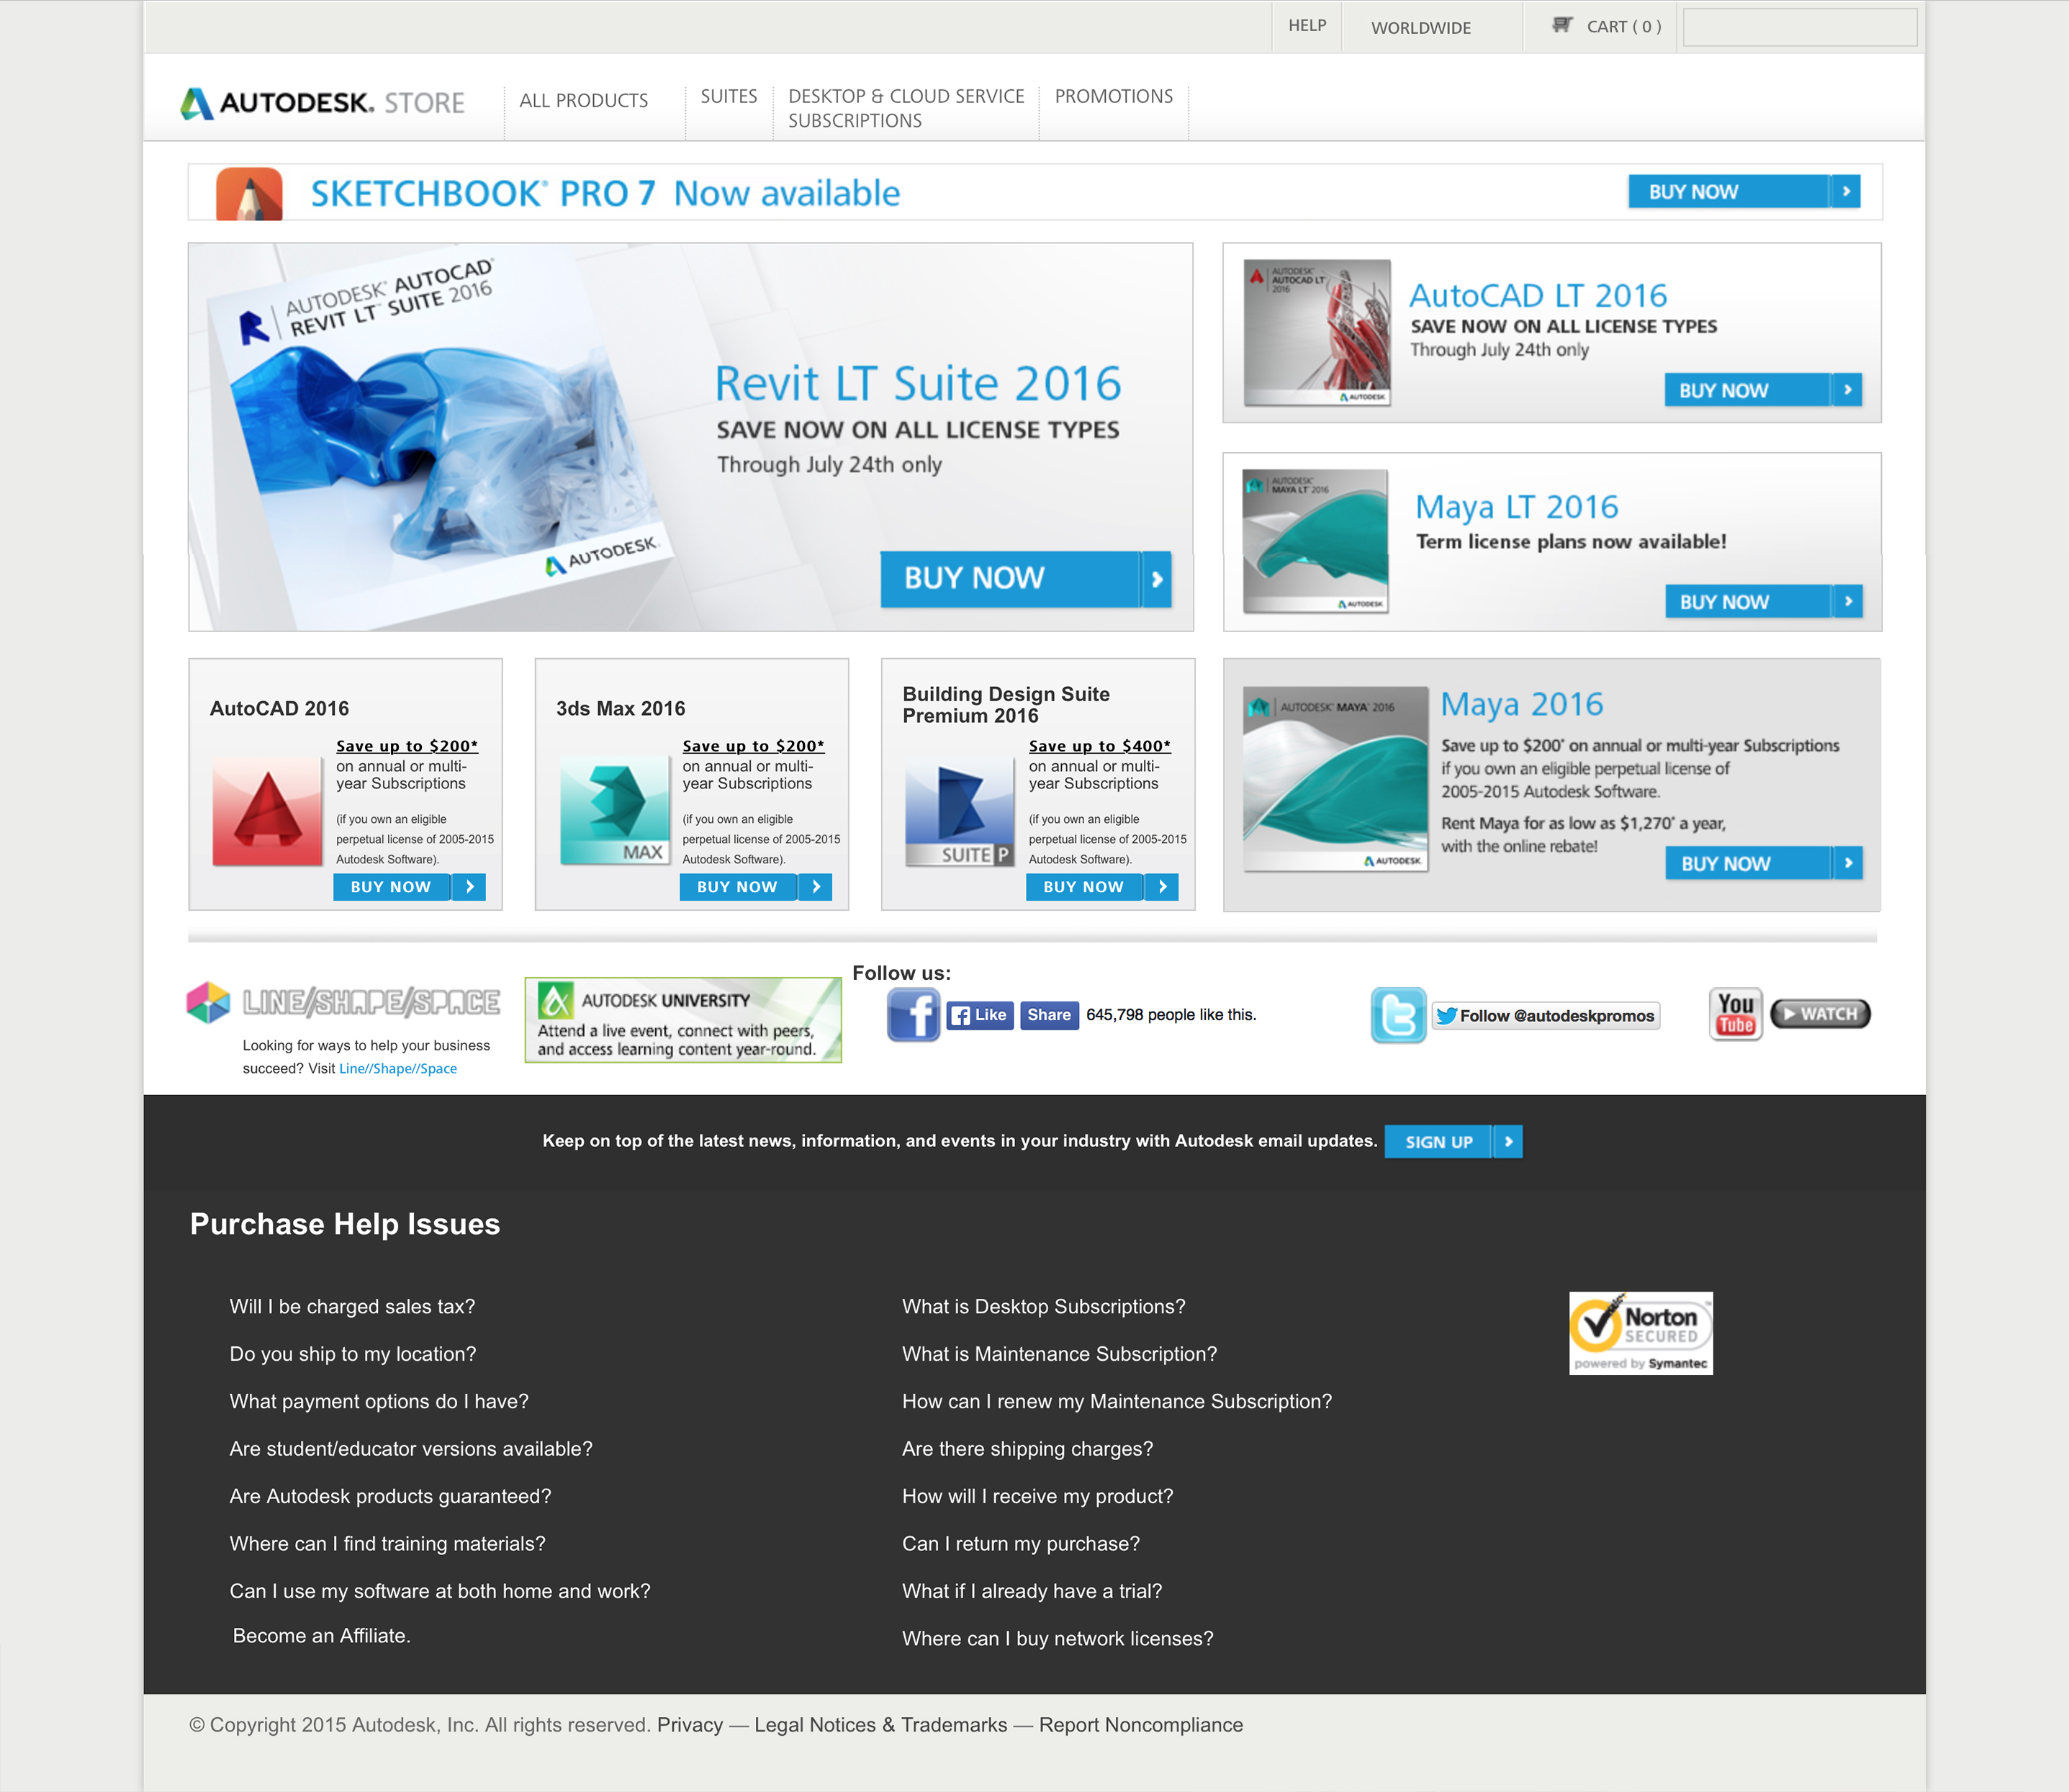 HELP
WORLDWIDE
CART ( 0 )
AUTODESK. STORE
ALL PRODUCTS
SUITES
DESKTOP & CLOUD SERVICE
SUBSCRIPTIONS
PROMOTIONS
SKETCHBOOK® PRO 7 Now available
BUY NOW
AUTODESK® AUTOCAD®
REVIT LT™ SUITE 2016
AUTODESK.
Revit LT Suite 2016
SAVE NOW ON ALL LICENSE TYPES
Through July 24th only
BUY NOW
AUTODESK®
AUTOCAD LT®
2016
AUTODESK.
AutoCAD LT 2016
SAVE NOW ON ALL LICENSE TYPES
Through July 24th only
BUY NOW
AUTODESK®
MAYA LT™ 2016
AUTODESK.
Maya LT 2016
Term license plans now available!
BUY NOW
AutoCAD 2016
Save up to $200*
on annual or multi-
year Subscriptions
(if you own an eligible
perpetual license of 2005-2015
Autodesk Software).
BUY NOW
3ds Max 2016
MAX
Save up to $200*
on annual or multi-
year Subscriptions
(if you own an eligible
perpetual license of 2005-2015
Autodesk Software).
BUY NOW
Building Design Suite
Premium 2016
SUITE P
Save up to $400*
on annual or multi-
year Subscriptions
(if you own an eligible
perpetual license of 2005-2015
Autodesk Software).
BUY NOW
AUTODESK® MAYA® 2016
AUTODESK.
Maya 2016
Save up to $200* on annual or multi-year Subscriptions
if you own an eligible perpetual license of
2005-2015 Autodesk Software.
Rent Maya for as low as $1,270* a year,
with the online rebate!
BUY NOW
LINE/SHAPE/SPACE
Looking for ways to help your business
succeed? Visit Line//Shape//Space
AUTODESK UNIVERSITY
Attend a live event, connect with peers,
and access learning content year-round.
Follow us:
Like
Share
645,798 people like this.
Follow @autodeskpromos
You
Tube
WATCH
Keep on top of the latest news, information, and events in your industry with Autodesk email updates.
SIGN UP
Purchase Help Issues
Will I be charged sales tax?
Do you ship to my location?
What payment options do I have?
Are student/educator versions available?
Are Autodesk products guaranteed?
Where can I find training materials?
Can I use my software at both home and work?
Become an Affiliate.
What is Desktop Subscriptions?
What is Maintenance Subscription?
How can I renew my Maintenance Subscription?
Are there shipping charges?
How will I receive my product?
Can I return my purchase?
What if I already have a trial?
Where can I buy network licenses?
Norton
SECURED
powered by Symantec
© Copyright 2015 Autodesk, Inc. All rights reserved. Privacy — Legal Notices & Trademarks — Report Noncompliance